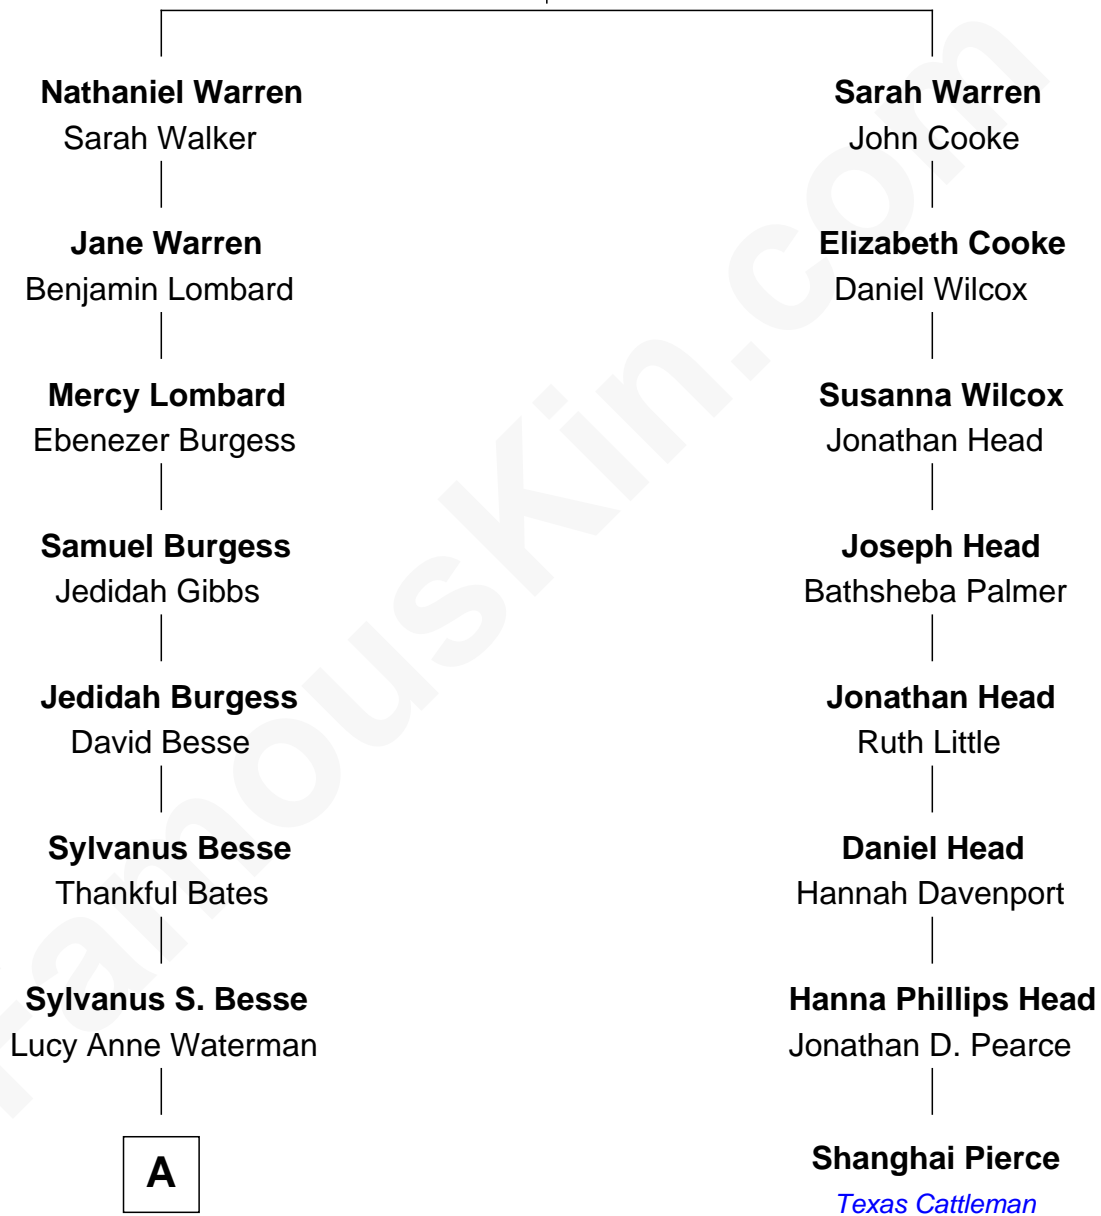 Nathaniel Warren
Sarah Walker
Jane Warren
Benjamin Lombard
Mercy Lombard
Ebenezer Burgess
Samuel Burgess
Jedidah Gibbs
Jedidah Burgess
David Besse
Sylvanus Besse
Thankful Bates
Sylvanus S. Besse
Lucy Anne Waterman
A
Sarah Warren
John Cooke
Elizabeth Cooke
Daniel Wilcox
Susanna Wilcox
Jonathan Head
Joseph Head
Bathsheba Palmer
Jonathan Head
Ruth Little
Daniel Head
Hannah Davenport
Hanna Phillips Head
Jonathan D. Pearce
Shanghai Pierce
Texas Cattleman
FamousKin.com